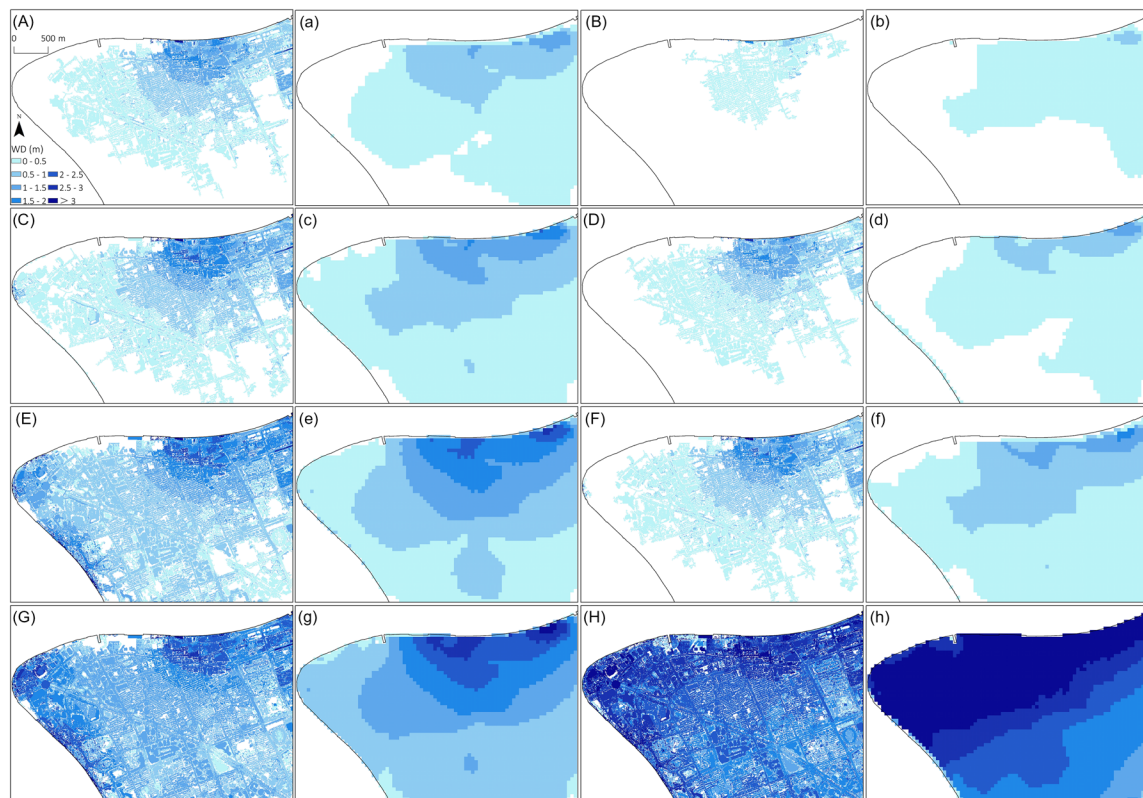 (A) (a) (B) (b)
0 500 m
N
WD (m)
0 - 0.5 2 - 2.5
0.5 - 1 2.5 - 3
1 - 1.5 > 3
1.5 - 2
(C) (c) (D) (d)
(E) (e) (F) (f)
(G) (g) (H) (h)